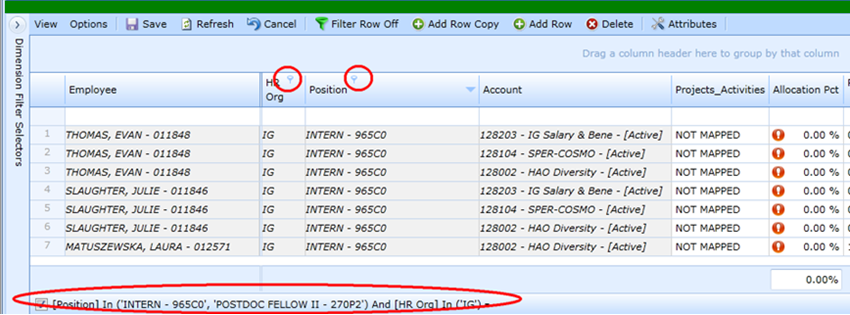 View Options Save Refresh Cancel Filter Row Off Add Row Copy Add Row Delete Attributes
Drag a column header here to group by that column
Dimension Filter Selectors
Employee HR Org Position Account Projects_Activities Allocation Pct
1 THOMAS, EVAN - 011848 IG INTERN - 965C0 128203 - IG Salary & Bene - [Active] NOT MAPPED 0.00 %
2 THOMAS, EVAN - 011848 IG INTERN - 965C0 128104 - SPER-COSMO - [Active] NOT MAPPED 0.00 %
3 THOMAS, EVAN - 011848 IG INTERN - 965C0 128002 - HAO Diversity - [Active] NOT MAPPED 0.00 %
4 SLAUGHTER, JULIE - 011846 IG INTERN - 965C0 128203 - IG Salary & Bene - [Active] NOT MAPPED 0.00 %
5 SLAUGHTER, JULIE - 011846 IG INTERN - 965C0 128104 - SPER-COSMO - [Active] NOT MAPPED 0.00 %
6 SLAUGHTER, JULIE - 011846 IG INTERN - 965C0 128002 - HAO Diversity - [Active] NOT MAPPED 0.00 %
7 MATUSZEWSKA, LAURA - 012571 IG INTERN - 965C0 128002 - HAO Diversity - [Active] NOT MAPPED 0.00 %
0.00%
[Position] In ('INTERN - 965C0', 'POSTDOC FELLOW II - 270P2') And [HR Org] In ('IG')